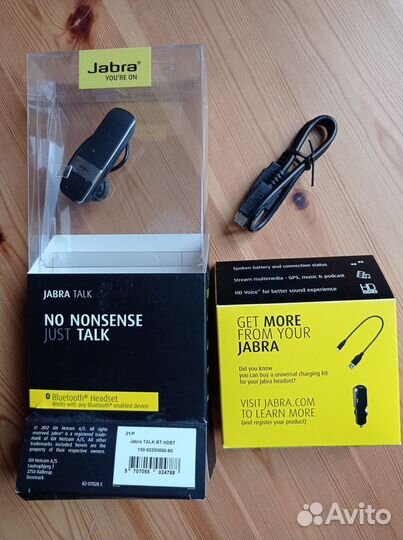 Jabra
YOU'RE ON
JABRA TALK
NO NONSENSE
JUST TALK
Bluetooth® Headset
Works with any Bluetooth® enabled device
© 2012 GN Netcom A/S. All rights
reserved. Jabra® is a registered trade-
mark of GN Netcom A/S. All other
trademarks included herein are the
property of their respective owners.
GN Netcom A/S
Lautrupbjerg 7
2750 Ballerup
Denmark
82-07028 C
21/P
Jabra TALK BT HDST
100-92200000-60
5 707055 024788
Spoken battery and connection status
Stream multimedia - GPS, music & podcast
HD Voice* for better sound experience
HD
GET MORE
FROM YOUR
JABRA
Did you know
you can buy a universal charging kit
for your Jabra headset?
VISIT JABRA.COM
TO LEARN MORE
(and register your product)
Avito